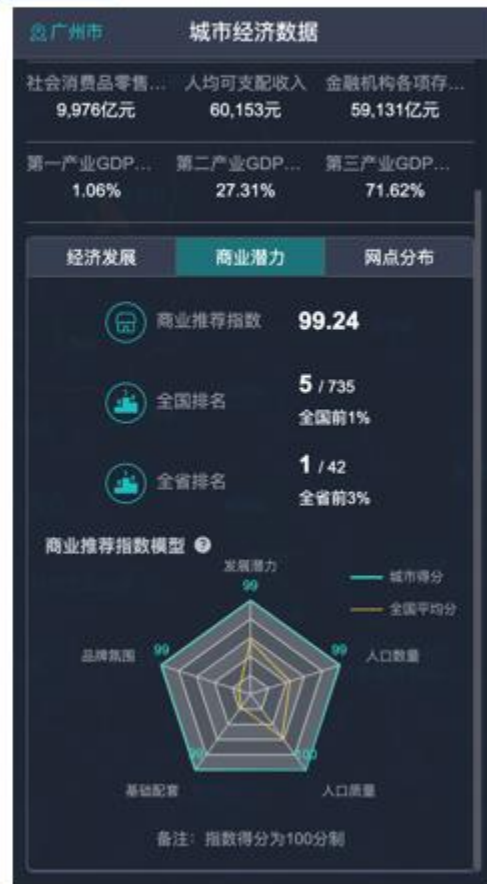 广州市 城市经济数据
社会消费品零售... 人均可支配收入 金融机构各项存...
9,976亿元 60,153元 59,131亿元
第一产业GDP... 第二产业GDP... 第三产业GDP...
1.06% 27.31% 71.62%
经济发展 商业潜力 网点分布
商业推荐指数 99.24
全国排名 5 / 735
全国前1%
全省排名 1 / 42
全省前3%
商业推荐指数模型 ?
发展潜力
99
城市得分
全国平均分
品牌氛围 99 99 人口数量
99 100
基础配套 人口质量
备注：指数得分为100分制